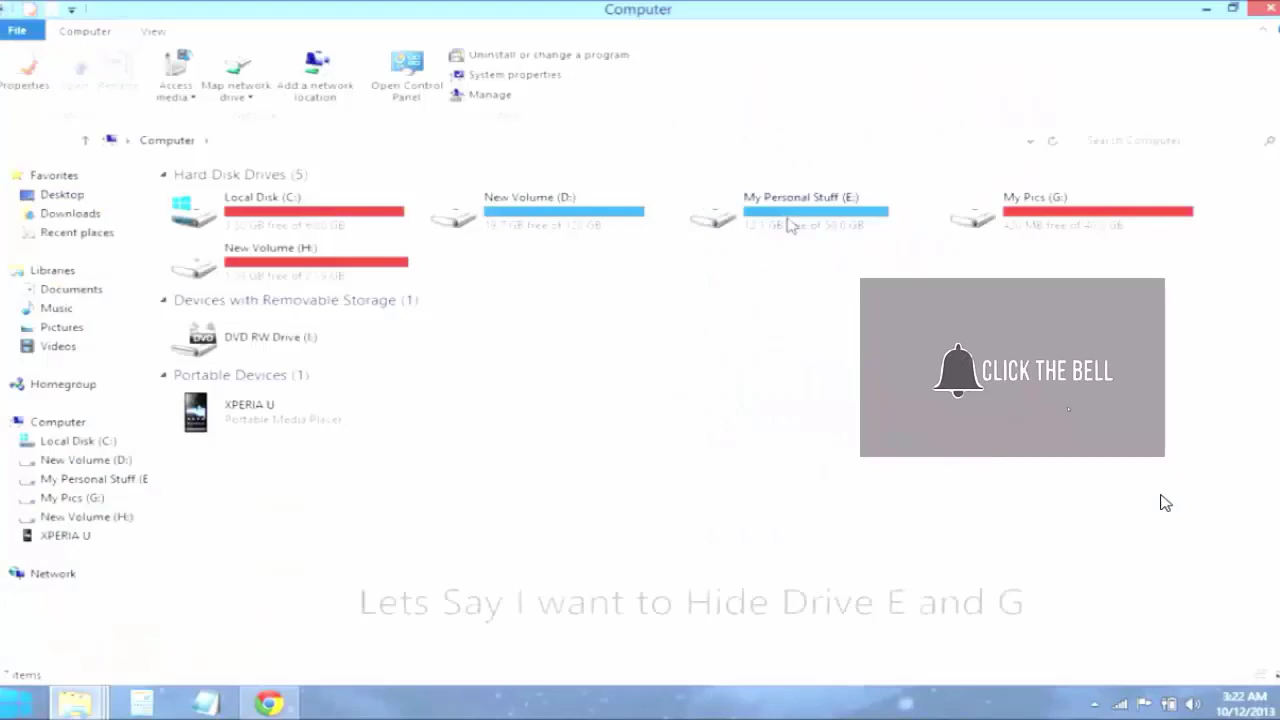 Computer
File
Computer
View
Properties
Access media
Map network drive
Add a network location
Open Control Panel
Uninstall or change a program
System properties
Manage
Computer
Search Computer
Favorites
Desktop
Downloads
Recent places
Libraries
Documents
Music
Pictures
Videos
Homegroup
Computer
Local Disk (C:)
New Volume (D:)
My Personal Stuff (E
My Pics (G:)
New Volume (H:)
XPERIA U
Network
Hard Disk Drives (5)
Local Disk (C:)
New Volume (D:)
My Personal Stuff (E:)
My Pics (G:)
New Volume (H:)
Devices with Removable Storage (1)
DVD RW Drive (I:)
Portable Devices (1)
XPERIA U
Portable Media Player
CLICK THE BELL
Lets Say I want to Hide Drive E and G
7 items
3:22 AM
10/12/2013